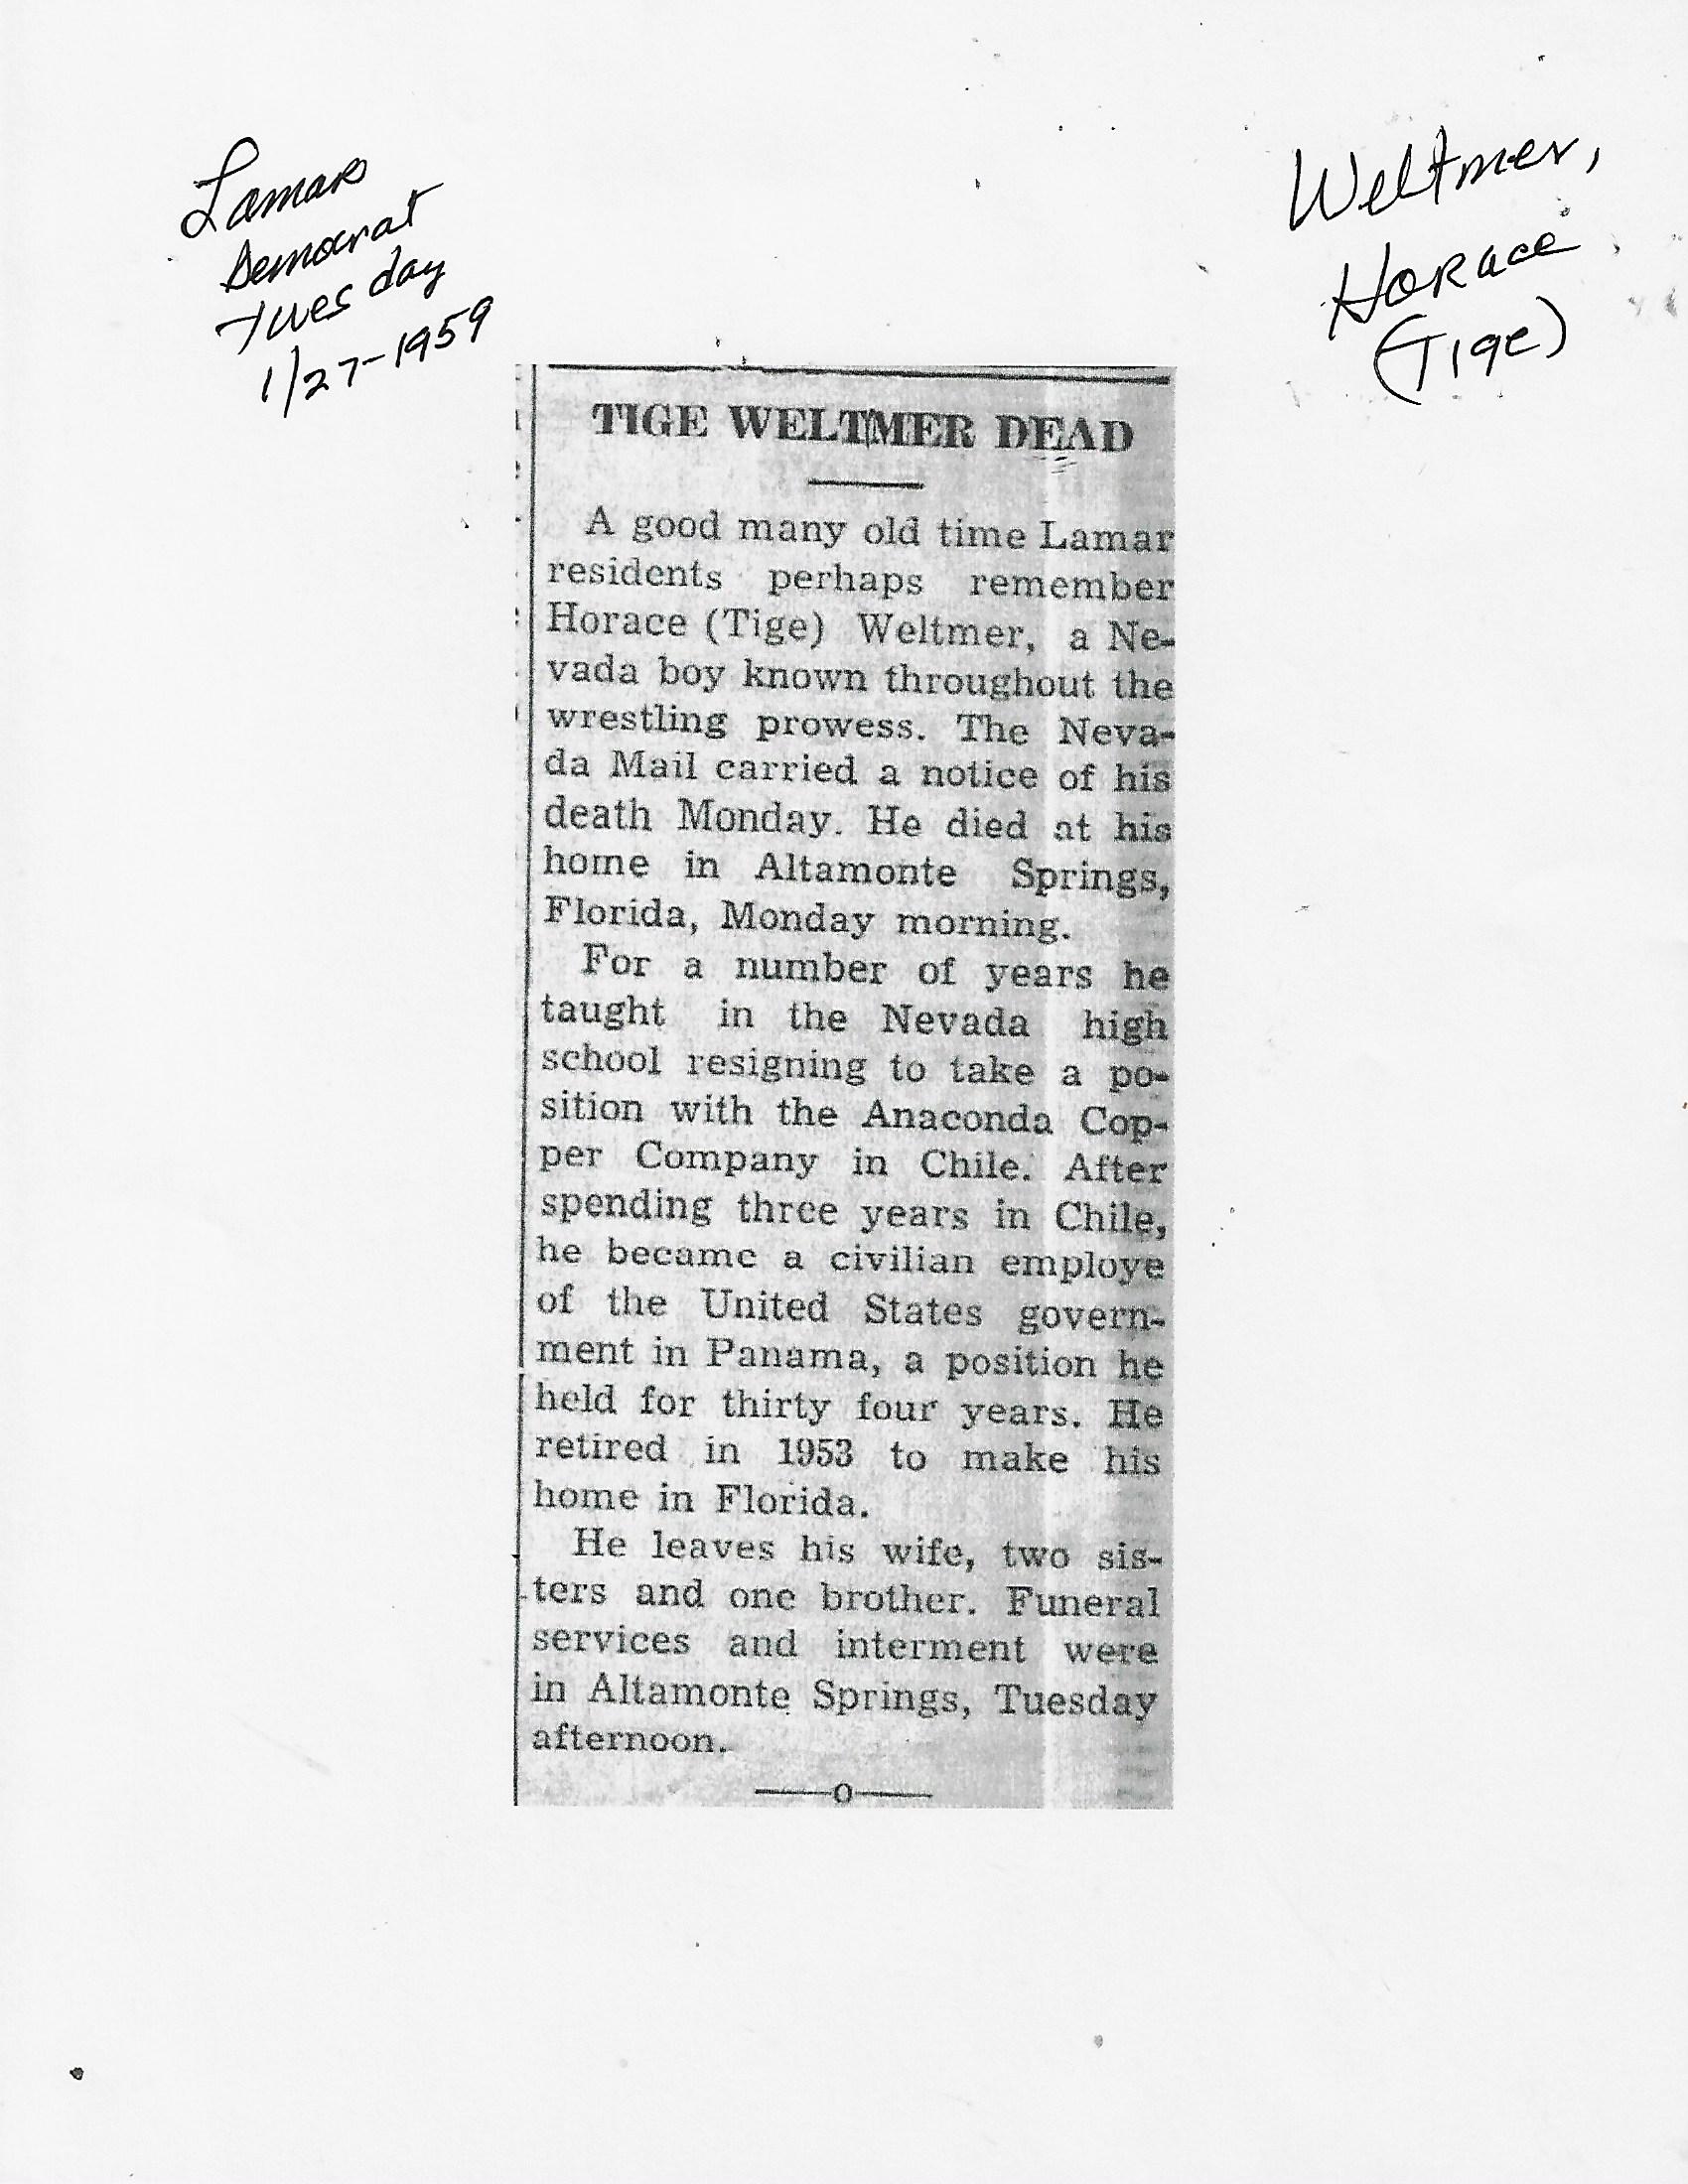 Lamar
Democrat
Tuesday
1/27-1959
Weltmer,
Horace
(Tige)
TIGE WELTMER DEAD
A good many old time Lamar
residents perhaps remember
Horace (Tige) Weltmer, a Ne-
vada boy known throughout the
wrestling prowess. The Neva-
da Mail carried a notice of his
death Monday. He died at his
home in Altamonte Springs,
Florida, Monday morning.
For a number of years he
taught in the Nevada high
school resigning to take a po-
sition with the Anaconda Cop-
per Company in Chile. After
spending three years in Chile,
he became a civilian employe
of the United States govern-
ment in Panama, a position he
held for thirty four years. He
retired in 1953 to make his
home in Florida.
He leaves his wife, two sis-
ters and one brother. Funeral
services and interment were
in Altamonte Springs, Tuesday
afternoon.
—o—